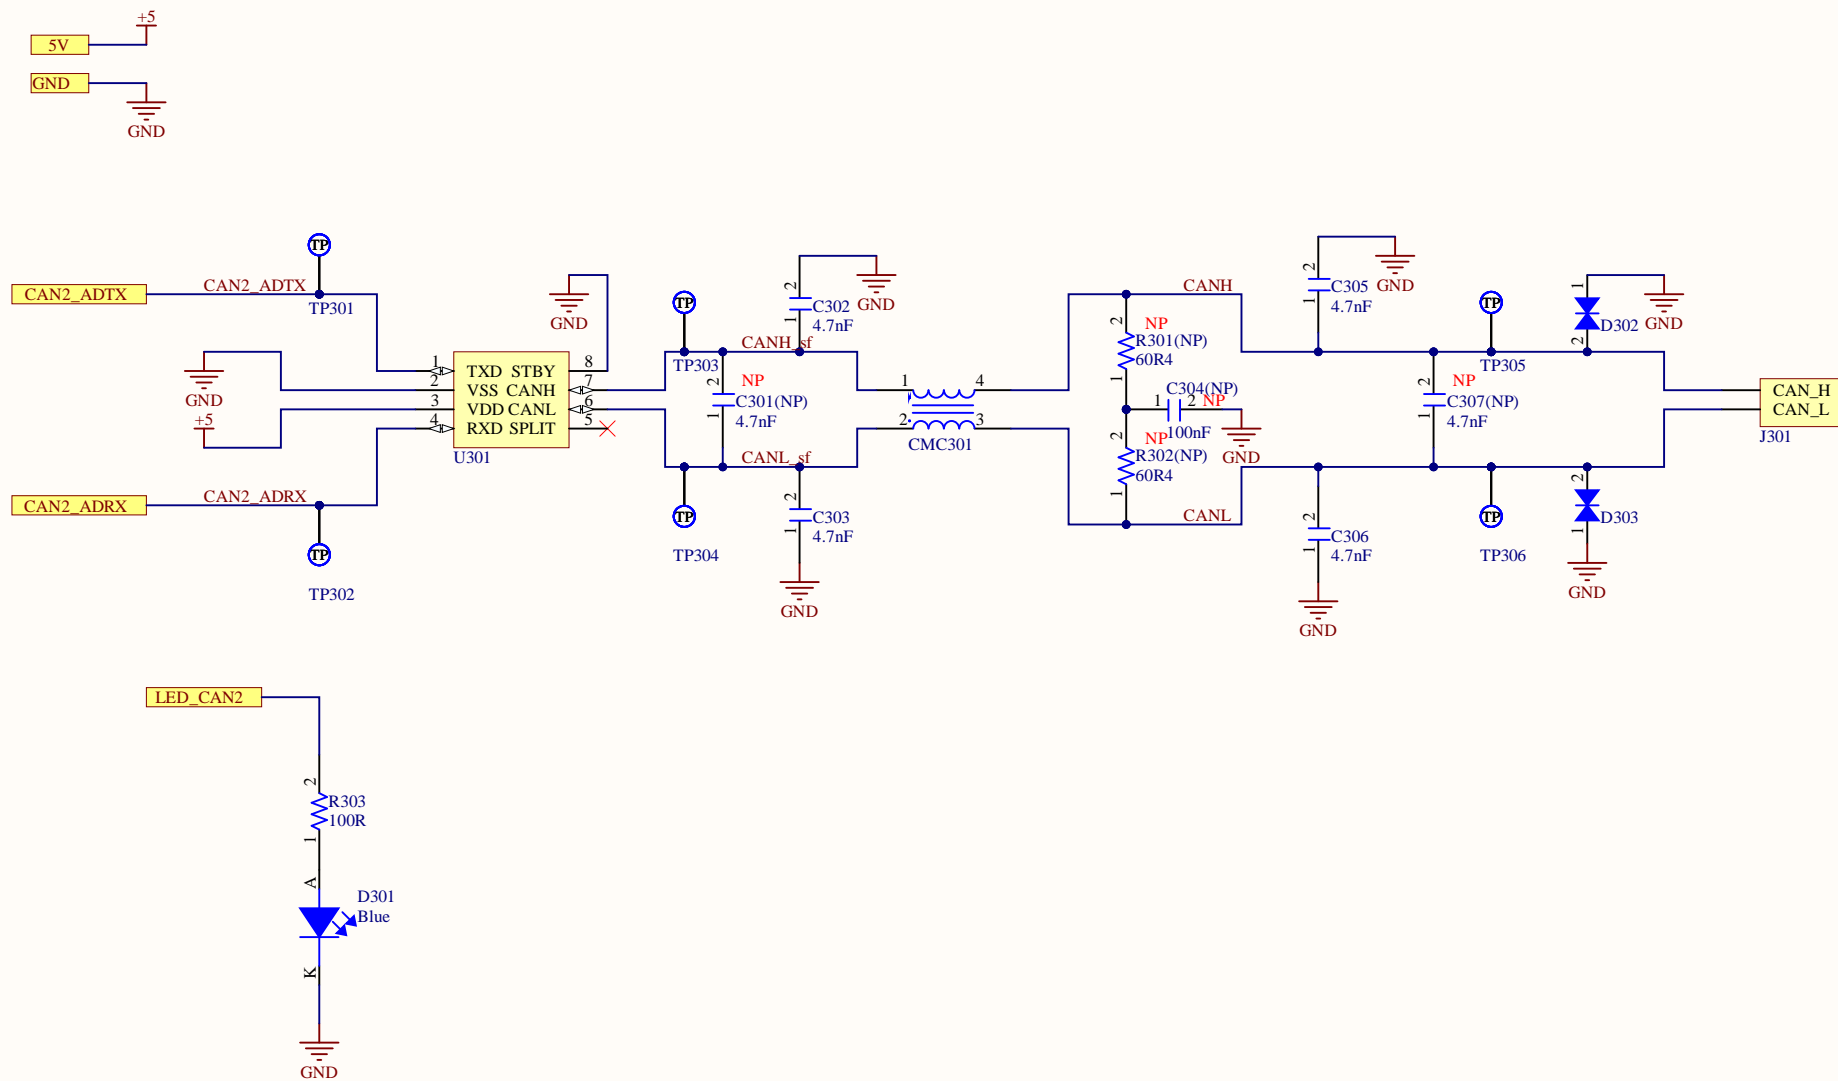 +5
5V
GND
GND
TP
CAN2_ADTX
CAN2_ADTX
TP301
GND
+5
CAN2_ADRX
CAN2_ADRX
TP
TP302
1 TXD STBY 8
2 VSS CANH 7
3 VDD CANL 6
4 RXD SPLIT 5
U301
GND
TP
TP303
CANH_sf
2
NP
C301(NP)
1
4.7nF
CANL_sf
TP
TP304
2
C302
4.7nF
1
GND
2
C303
1
4.7nF
GND
1
4
2
3
CMC301
CANH
2
NP
R301(NP)
60R4
1
C304(NP)
1
2
NP
100nF
GND
2
NP
R302(NP)
60R4
1
CANL
2
C305
1
4.7nF
GND
2
C306
1
4.7nF
GND
2
NP
C307(NP)
1
4.7nF
TP
TP305
TP
TP306
1
D302
2
GND
2
D303
1
GND
CAN_H
CAN_L
J301
LED_CAN2
2
R303
100R
1
A
D301
Blue
K
GND